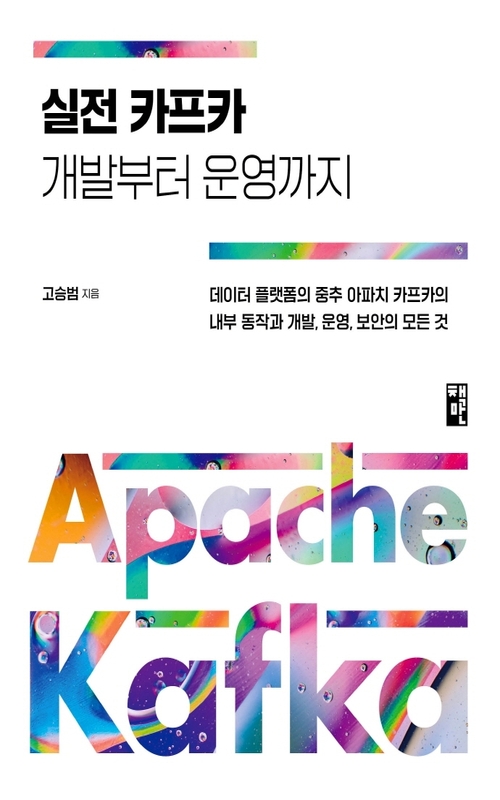 실전 카프카
개발부터 운영까지
고승범 지음
데이터 플랫폼의 중추 아파치 카프카의
내부 동작과 개발, 운영, 보안의 모든 것
책만
Apache
Kafka